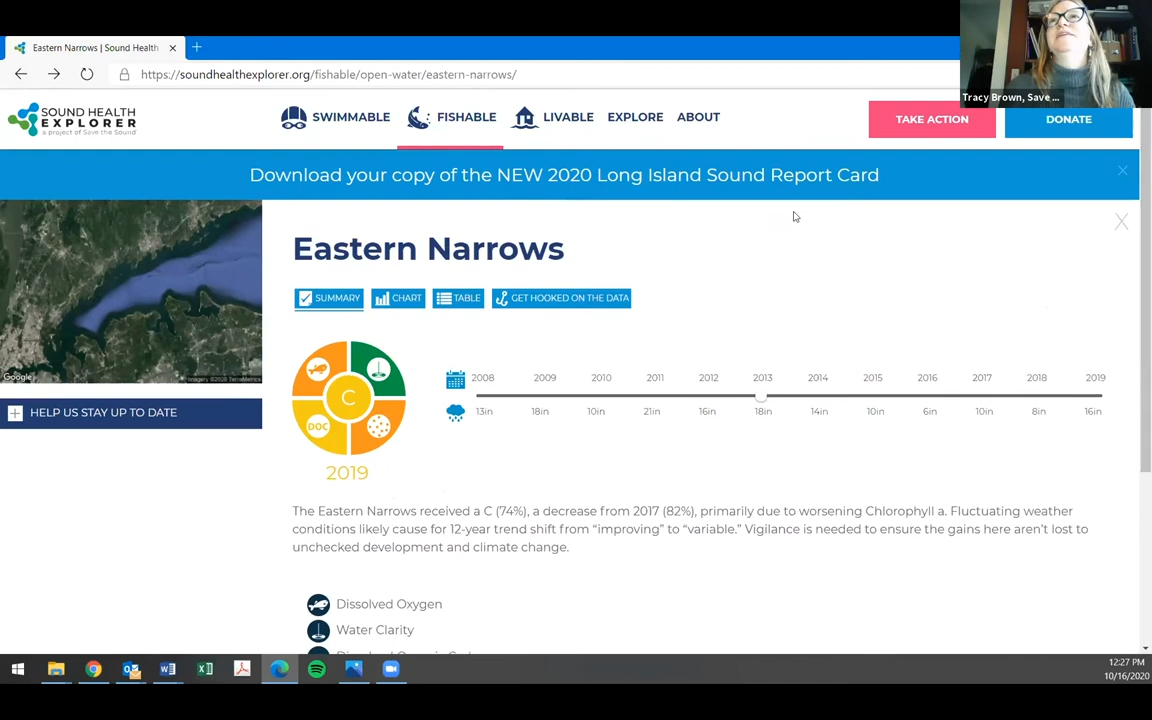 Eastern Narrows | Sound Health
https://soundhealthexplorer.org/fishable/open-water/eastern-narrows/
Tracy Brown, Save ...
SOUND HEALTH
EXPLORER
a project of Save the Sound
SWIMMABLE
FISHABLE
LIVABLE
EXPLORE
ABOUT
TAKE ACTION
DONATE
Download your copy of the NEW 2020 Long Island Sound Report Card
Eastern Narrows
SUMMARY
CHART
TABLE
GET HOOKED ON THE DATA
2008 2009 2010 2011 2012 2013 2014 2015 2016 2017 2018 2019
13in 18in 10in 21in 16in 18in 14in 10in 6in 10in 8in 16in
C
DOC
2019
Google
Imagery ©2020 TerraMetrics
HELP US STAY UP TO DATE
The Eastern Narrows received a C (74%), a decrease from 2017 (82%), primarily due to worsening Chlorophyll a. Fluctuating weather
conditions likely cause for 12-year trend shift from “improving” to “variable.” Vigilance is needed to ensure the gains here aren’t lost to
unchecked development and climate change.
Dissolved Oxygen
Water Clarity
12:27 PM
10/16/2020